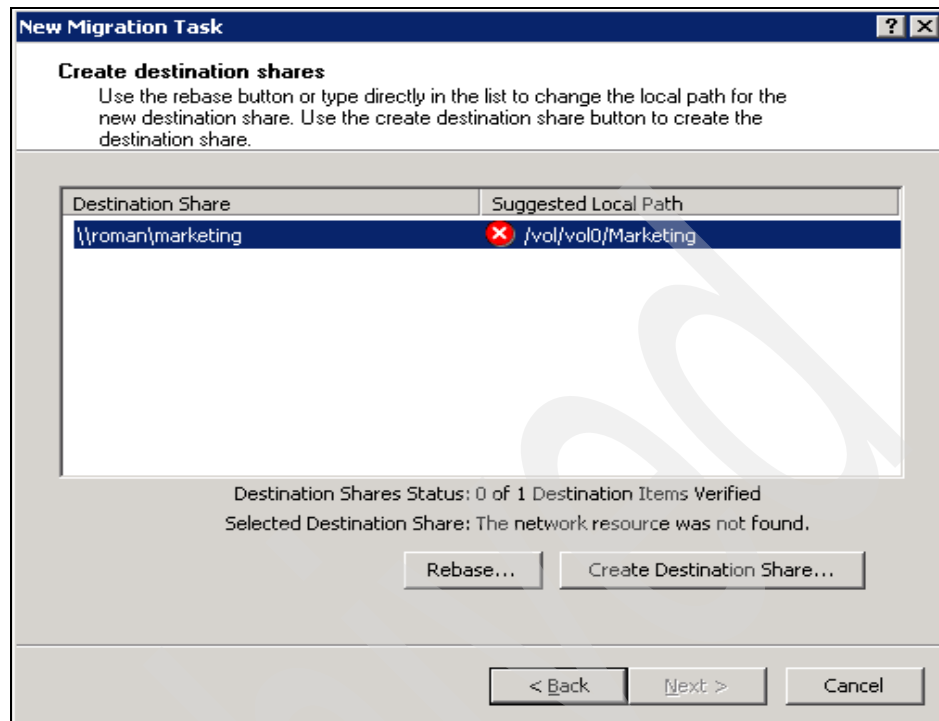 New Migration Task
Create destination shares
Use the rebase button or type directly in the list to change the local path for the
new destination share. Use the create destination share button to create the
destination share.
Destination Share Suggested Local Path
\\roman\marketing /vol/vol0/Marketing
Destination Shares Status: 0 of 1 Destination Items Verified
Selected Destination Share: The network resource was not found.
Rebase... Create Destination Share...
< Back Next > Cancel